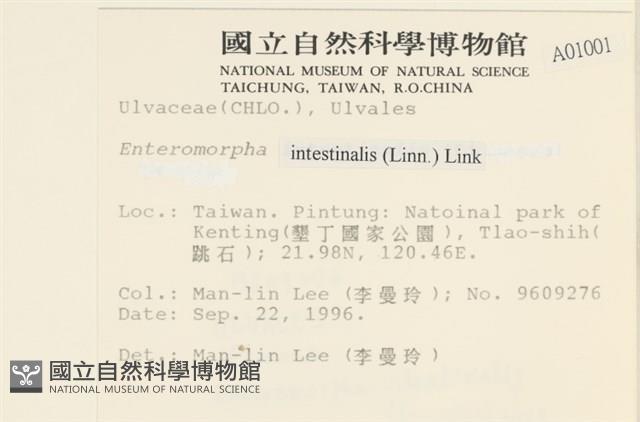 國立自然科學博物館
A01001
NATIONAL MUSEUM OF NATURAL SCIENCE
TAICHUNG, TAIWAN, R.O.CHINA
Ulvaceae(CHLO.), Ulvales
Enteromorpha intestinalis (Linn.) Link
Loc.: Taiwan. Pintung: Natoinal park of
Kenting(墾丁國家公園), Tlao-shih(
跳石); 21.98N, 120.46E.
Col.: Man-lin Lee (李曼玲); No. 9609276
Date: Sep. 22, 1996.
Det.: Man-lin Lee (李曼玲)
國立自然科學博物館
NATIONAL MUSEUM OF NATURAL SCIENCE